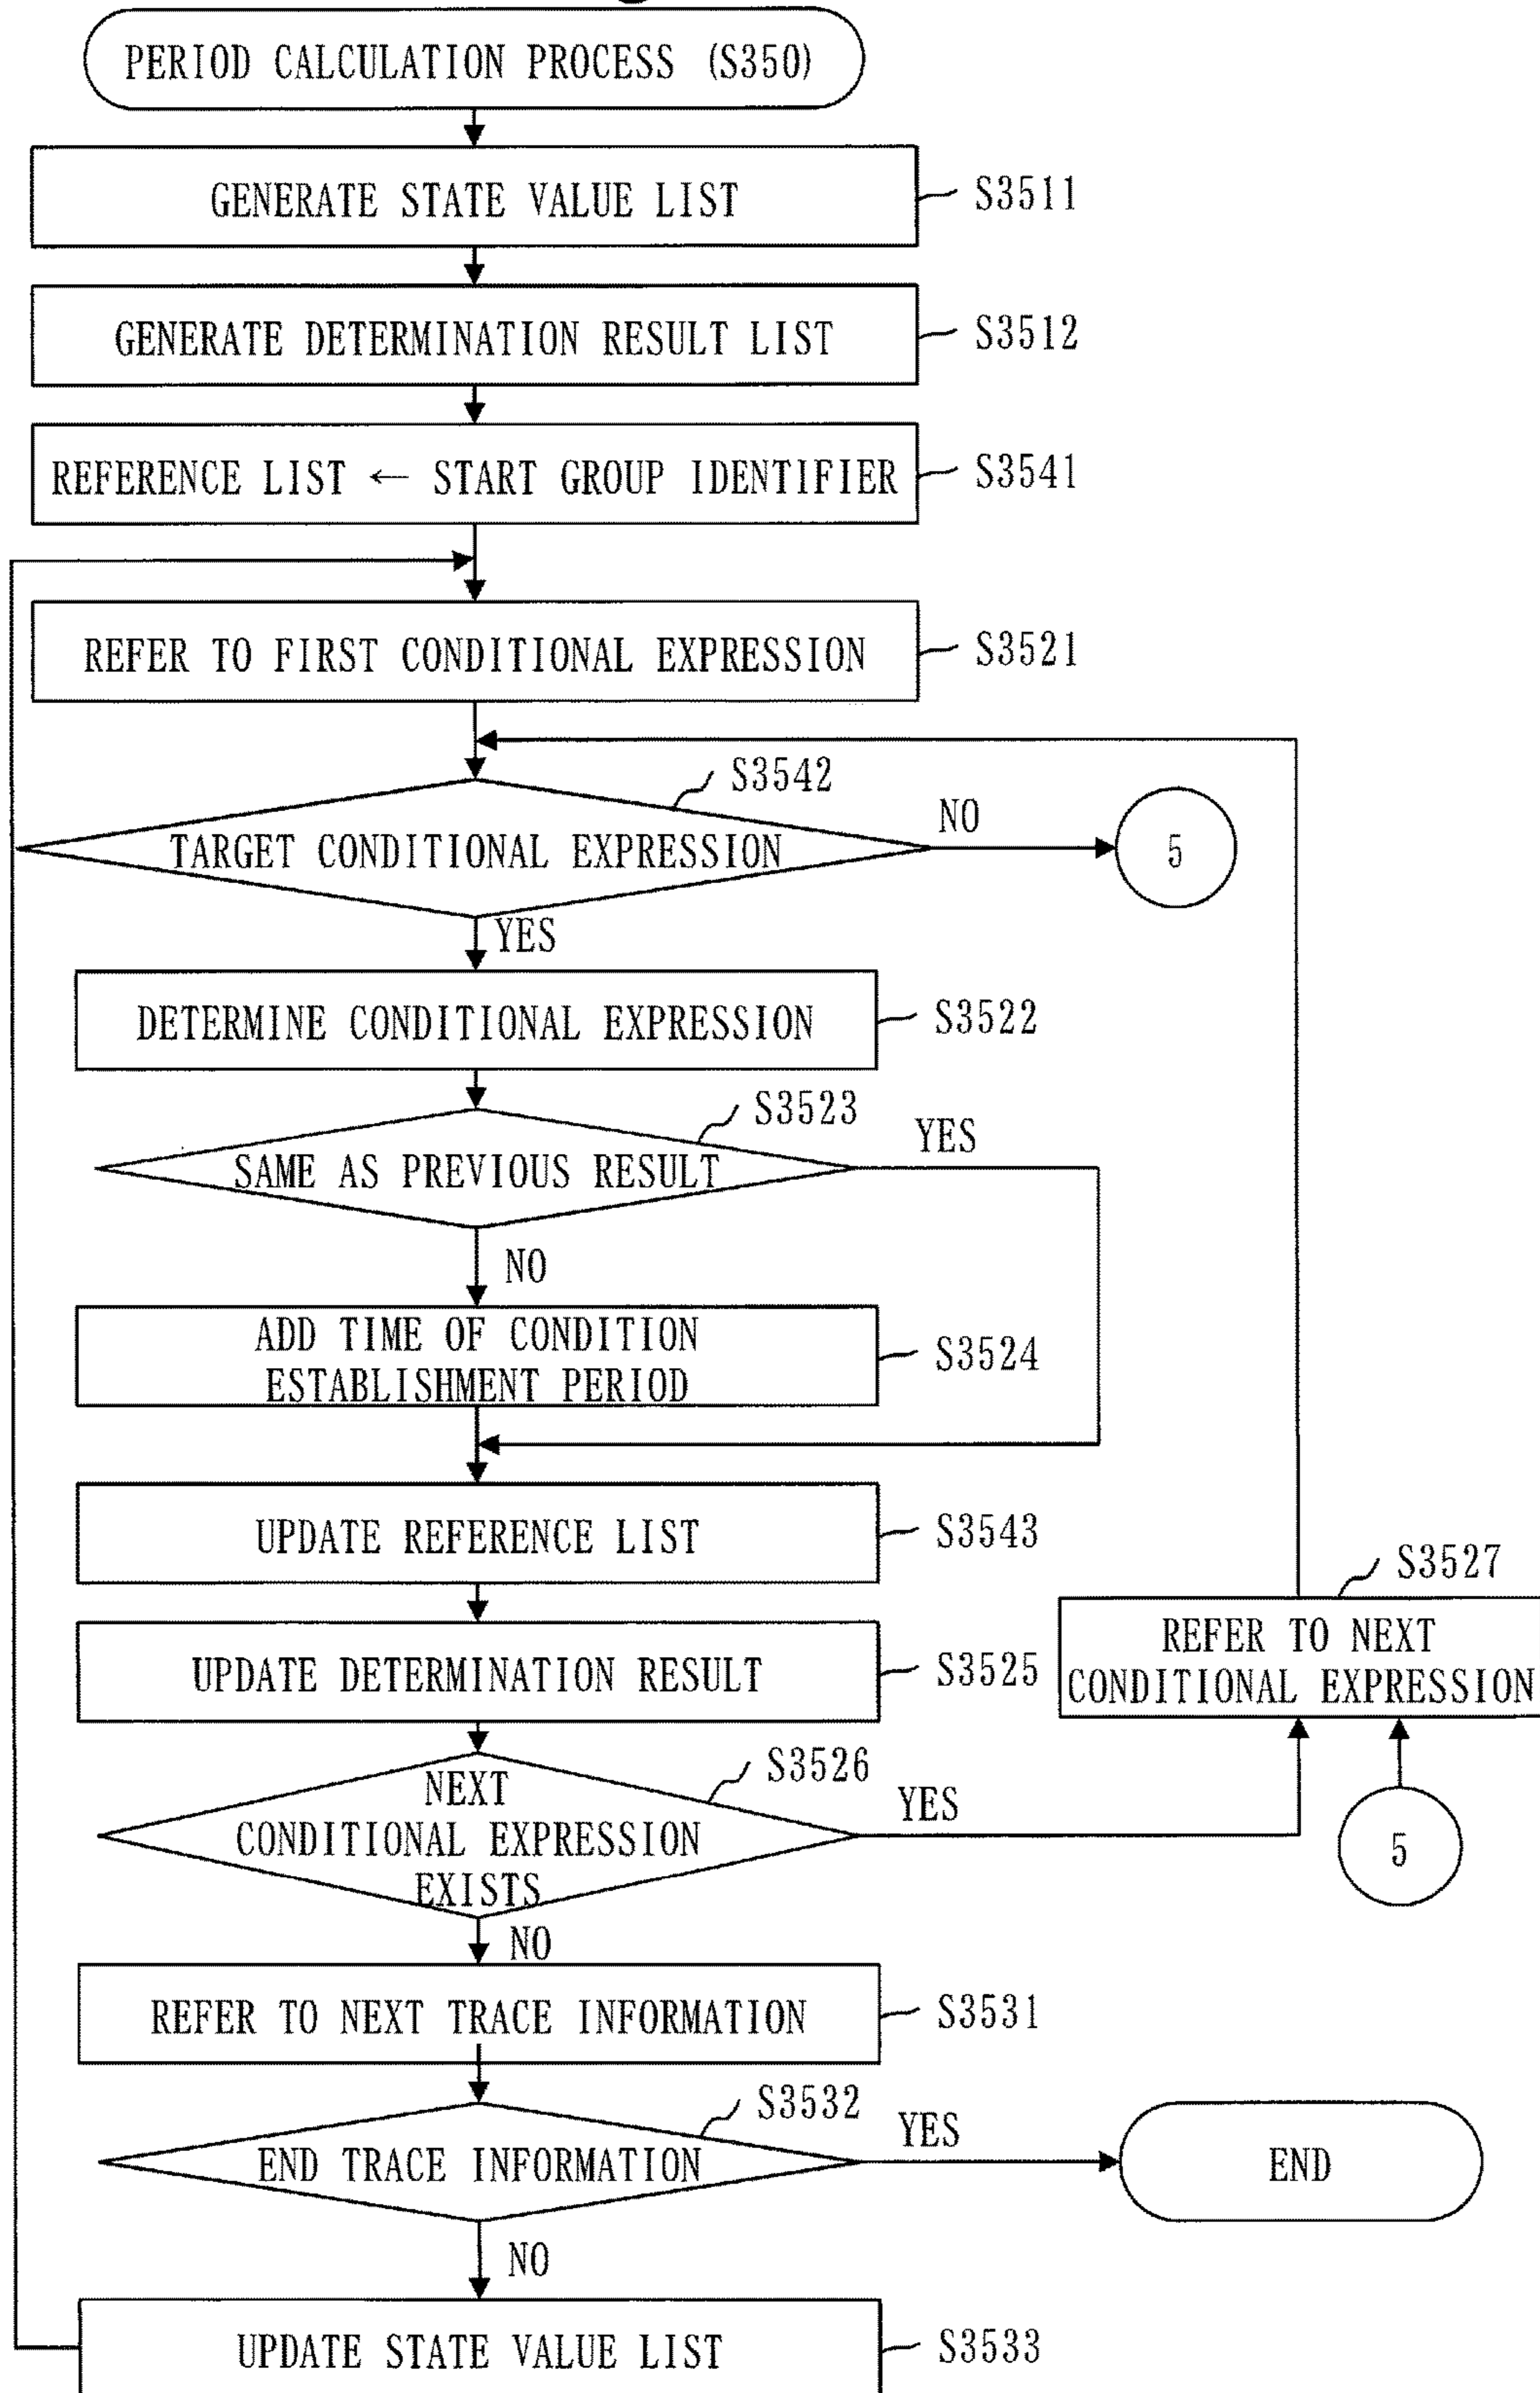 PERIOD CALCULATION PROCESS (S350)
GENERATE STATE VALUE LIST
S3511
GENERATE DETERMINATION RESULT LIST
S3512
REFERENCE LIST ← START GROUP IDENTIFIER
S3541
REFER TO FIRST CONDITIONAL EXPRESSION
S3521
S3542
TARGET CONDITIONAL EXPRESSION
NO
5
YES
DETERMINE CONDITIONAL EXPRESSION
S3522
S3523
SAME AS PREVIOUS RESULT
YES
NO
ADD TIME OF CONDITION
ESTABLISHMENT PERIOD
S3524
UPDATE REFERENCE LIST
S3543
S3527
REFER TO NEXT
CONDITIONAL EXPRESSION
UPDATE DETERMINATION RESULT
S3525
S3526
NEXT
CONDITIONAL EXPRESSION
EXISTS
YES
5
NO
REFER TO NEXT TRACE INFORMATION
S3531
S3532
END TRACE INFORMATION
YES
END
NO
UPDATE STATE VALUE LIST
S3533